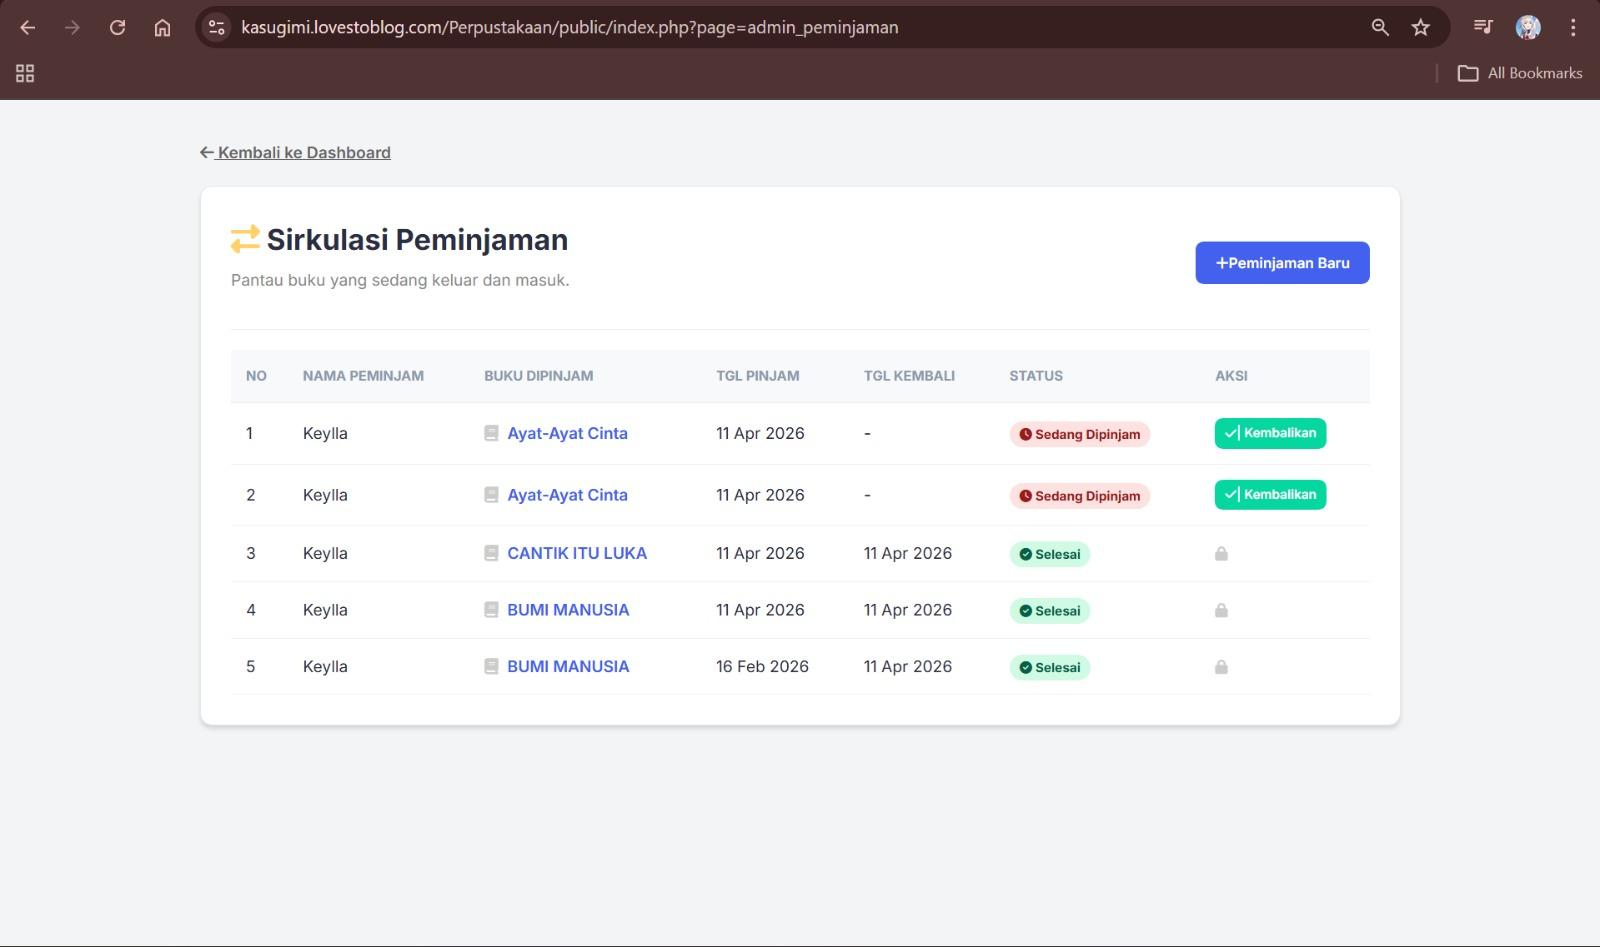 kasugimi.lovestoblog.com/Perpustakaan/public/index.php?page=admin_peminjaman
All Bookmarks
Kembali ke Dashboard
Sirkulasi Peminjaman
Pantau buku yang sedang keluar dan masuk.
+Peminjaman Baru
NO NAMA PEMINJAM BUKU DIPINJAM TGL PINJAM TGL KEMBALI STATUS AKSI
1 Keylla Ayat-Ayat Cinta 11 Apr 2026 - Sedang Dipinjam Kembalikan
2 Keylla Ayat-Ayat Cinta 11 Apr 2026 - Sedang Dipinjam Kembalikan
3 Keylla CANTIK ITU LUKA 11 Apr 2026 11 Apr 2026 Selesai
4 Keylla BUMI MANUSIA 11 Apr 2026 11 Apr 2026 Selesai
5 Keylla BUMI MANUSIA 16 Feb 2026 11 Apr 2026 Selesai